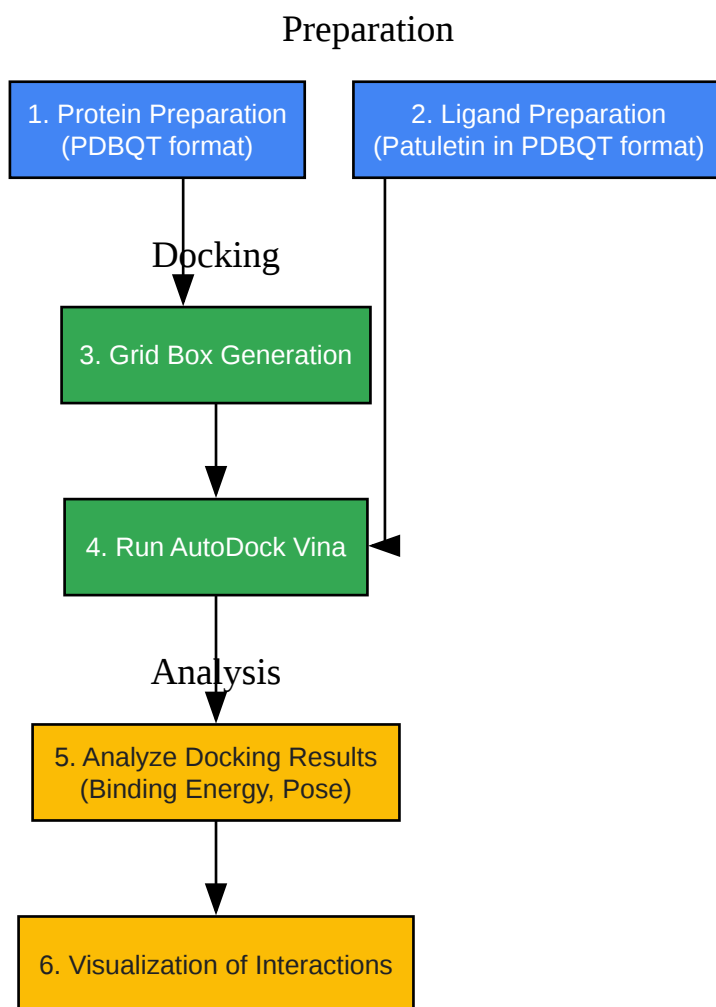 Preparation
1. Protein Preparation
(PDBQT format)
2. Ligand Preparation
(Patuletin in PDBQT format)
Docking
3. Grid Box Generation
4. Run AutoDock Vina
Analysis
5. Analyze Docking Results
(Binding Energy, Pose)
6. Visualization of Interactions